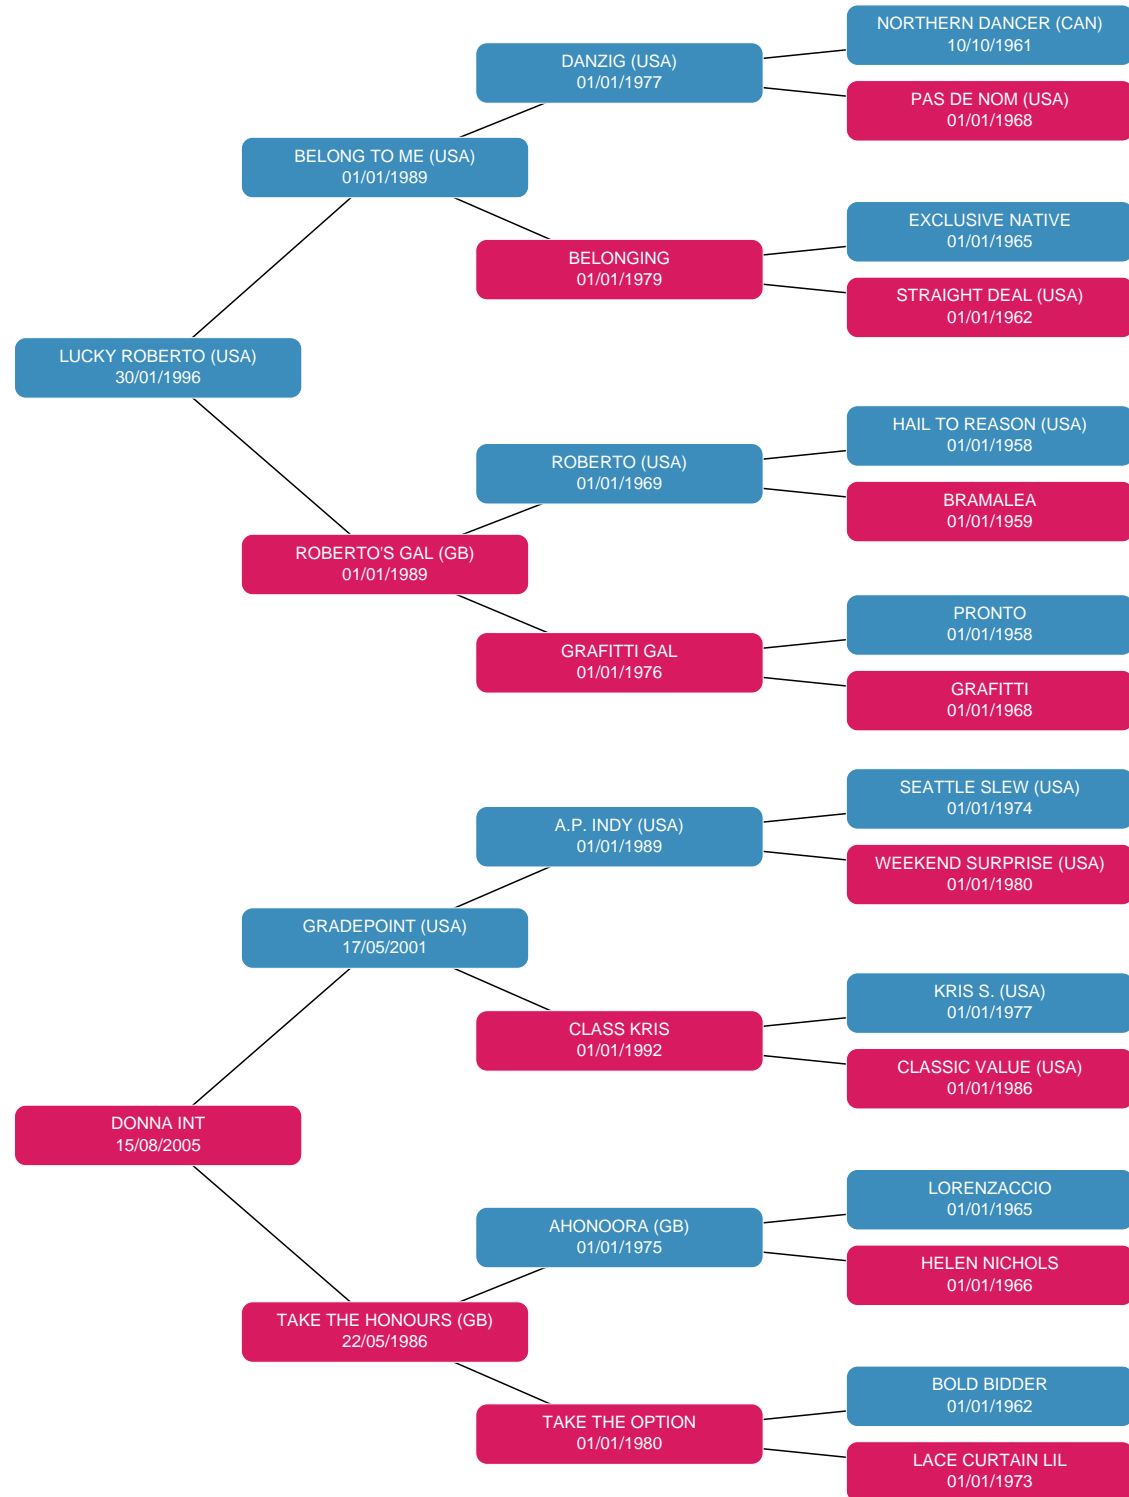 NORTHERN DANCER (CAN)
10/10/1961
DANZIG (USA)
01/01/1977
PAS DE NOM (USA)
01/01/1968
BELONG TO ME (USA)
01/01/1989
EXCLUSIVE NATIVE
01/01/1965
BELONGING
01/01/1979
STRAIGHT DEAL (USA)
01/01/1962
LUCKY ROBERTO (USA)
30/01/1996
HAIL TO REASON (USA)
01/01/1958
ROBERTO (USA)
01/01/1969
BRAMALEA
01/01/1959
ROBERTO'S GAL (GB)
01/01/1989
PRONTO
01/01/1958
GRAFITTI GAL
01/01/1976
GRAFITTI
01/01/1968
SEATTLE SLEW (USA)
01/01/1974
A.P. INDY (USA)
01/01/1989
WEEKEND SURPRISE (USA)
01/01/1980
GRADEPOINT (USA)
17/05/2001
KRIS S. (USA)
01/01/1977
CLASS KRIS
01/01/1992
CLASSIC VALUE (USA)
01/01/1986
DONNA INT
15/08/2005
LORENZACCIO
01/01/1965
AHONOORA (GB)
01/01/1975
HELEN NICHOLS
01/01/1966
TAKE THE HONOURS (GB)
22/05/1986
BOLD BIDDER
01/01/1962
TAKE THE OPTION
01/01/1980
LACE CURTAIN LIL
01/01/1973